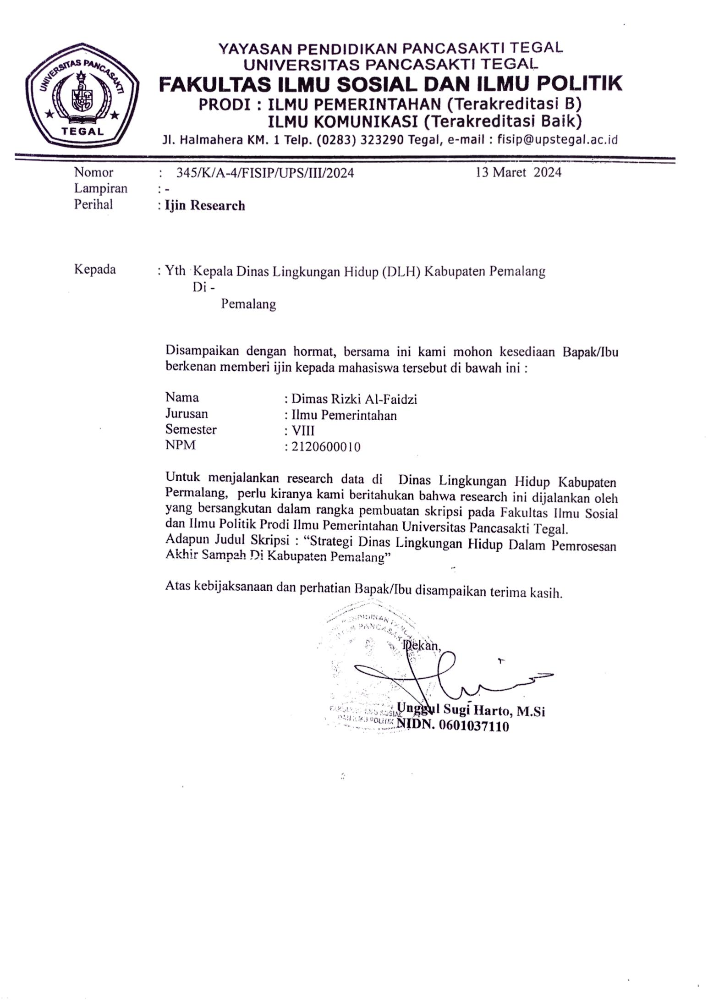 UNIVERSITAS PANCASAKTI
TEGAL
YAYASAN PENDIDIKAN PANCASAKTI TEGAL
UNIVERSITAS PANCASAKTI TEGAL
FAKULTAS ILMU SOSIAL DAN ILMU POLITIK
PRODI : ILMU PEMERINTAHAN (Terakreditasi B)
ILMU KOMUNIKASI (Terakreditasi Baik)
Jl. Halmahera KM. 1 Telp. (0283) 323290 Tegal, e-mail : fisip@upstegal.ac.id
Nomor : 345/K/A-4/FISIP/UPS/III/2024 13 Maret 2024
Lampiran : -
Perihal : Ijin Research
Kepada : Yth Kepala Dinas Lingkungan Hidup (DLH) Kabupaten Pemalang
Di -
Pemalang
Disampaikan dengan hormat, bersama ini kami mohon kesediaan Bapak/Ibu
berkenan memberi ijin kepada mahasiswa tersebut di bawah ini :
Nama : Dimas Rizki Al-Faidzi
Jurusan : Ilmu Pemerintahan
Semester : VIII
NPM : 2120600010
Untuk menjalankan research data di Dinas Lingkungan Hidup Kabupaten
Permalang, perlu kiranya kami beritahukan bahwa research ini dijalankan oleh
yang bersangkutan dalam rangka pembuatan skripsi pada Fakultas Ilmu Sosial
dan Ilmu Politik Prodi Ilmu Pemerintahan Universitas Pancasakti Tegal.
Adapun Judul Skripsi : “Strategi Dinas Lingkungan Hidup Dalam Pemrosesan
Akhir Sampah Di Kabupaten Pemalang”
Atas kebijaksanaan dan perhatian Bapak/Ibu disampaikan terima kasih.
Dekan,
Unggul Sugi Harto, M.Si
NIDN. 0601037110